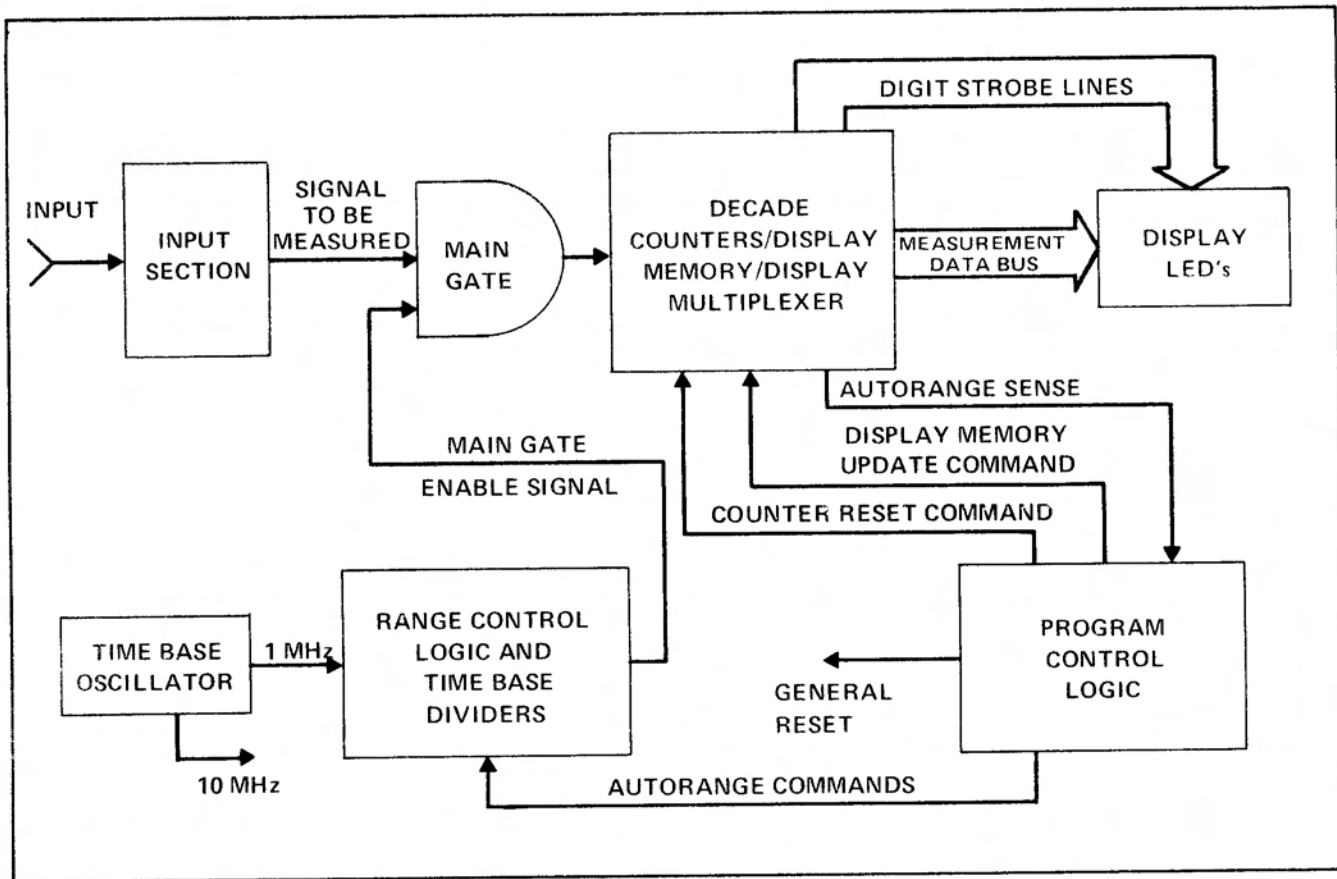 DIGIT STROBE LINES
INPUT
INPUT
SECTION
SIGNAL
TO BE
MEASURED
MAIN
GATE
DECADE
COUNTERS/DISPLAY
MEMORY/DISPLAY
MULTIPLEXER
MEASUREMENT
DATA BUS
DISPLAY
LED's
AUTORANGE SENSE
DISPLAY MEMORY
UPDATE COMMAND
COUNTER RESET COMMAND
MAIN GATE
ENABLE SIGNAL
TIME BASE
OSCILLATOR
1 MHz
10 MHz
RANGE CONTROL
LOGIC AND
TIME BASE
DIVIDERS
GENERAL
RESET
PROGRAM
CONTROL
LOGIC
AUTORANGE COMMANDS